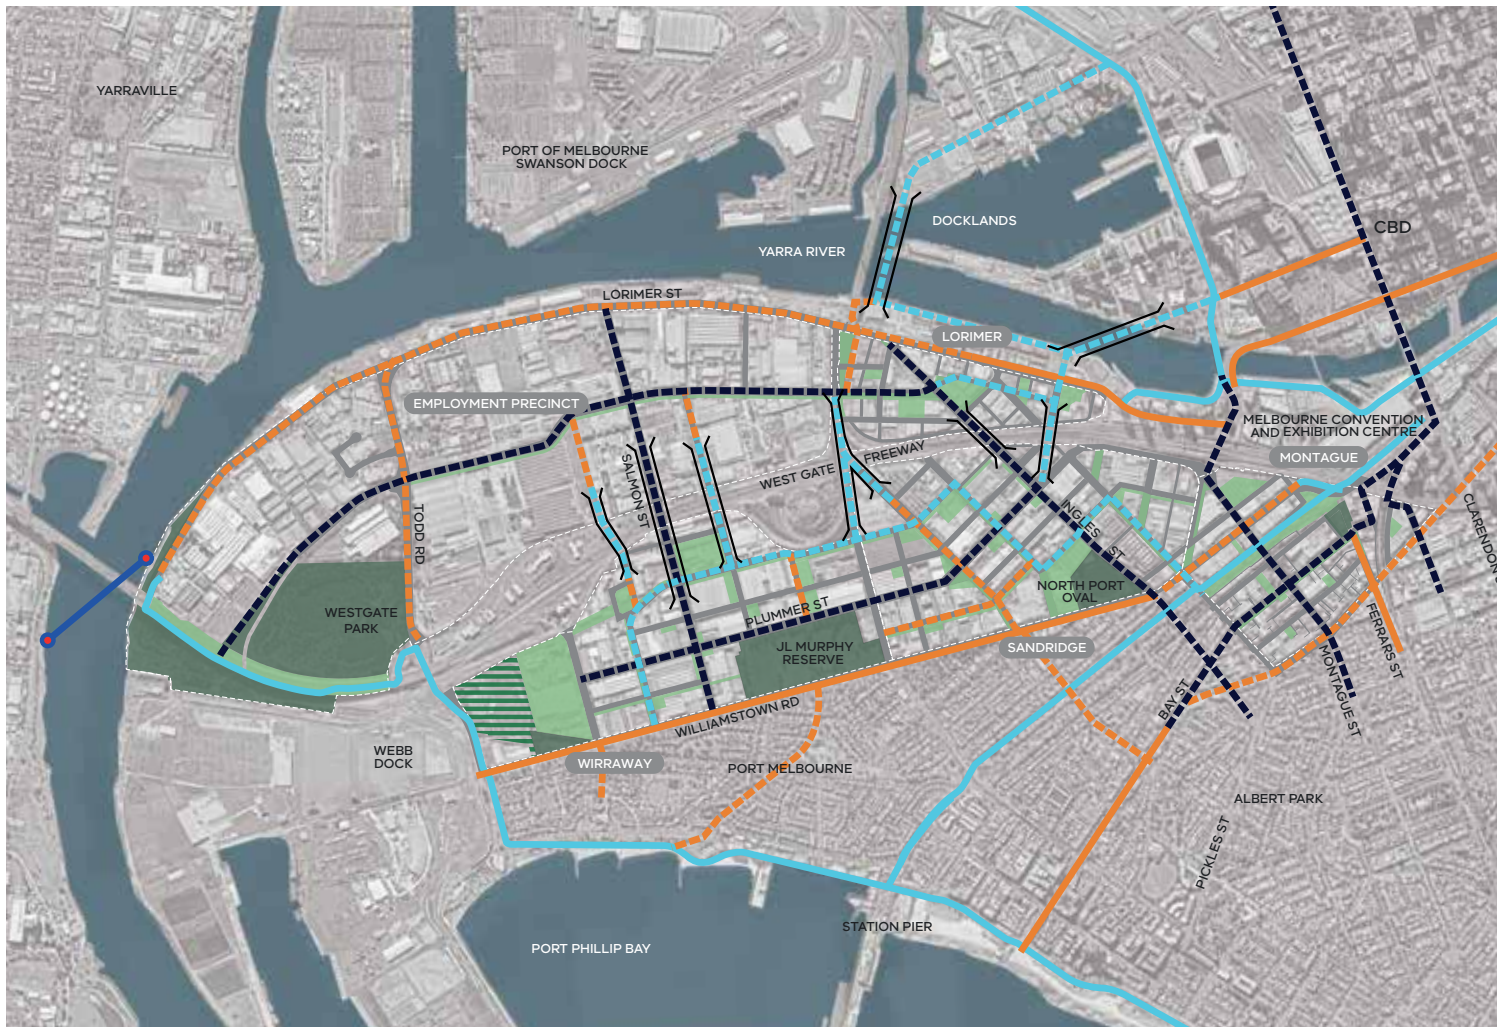 YARRAVILLE
PORT OF MELBOURNE
SWANSON DOCK
DOCKLANDS
CBD
YARRA RIVER
LORIMER ST
LORIMER
EMPLOYMENT PRECINCT
MELBOURNE CONVENTION
AND EXHIBITION CENTRE
MONTAGUE
WEST GATE FREEWAY
SALMON ST
TODD RD
INGLES ST
CLARENDON S
WESTGATE
PARK
PLUMMER ST
NORTH PORT
OVAL
JL MURPHY
RESERVE
SANDRIDGE
FERRARS ST
MONTAGUE ST
BAY ST
WILLIAMSTOWN RD
WEBB
DOCK
WIRRAWAY
PORT MELBOURNE
ALBERT PARK
PICKLES ST
STATION PIER
PORT PHILLIP BAY